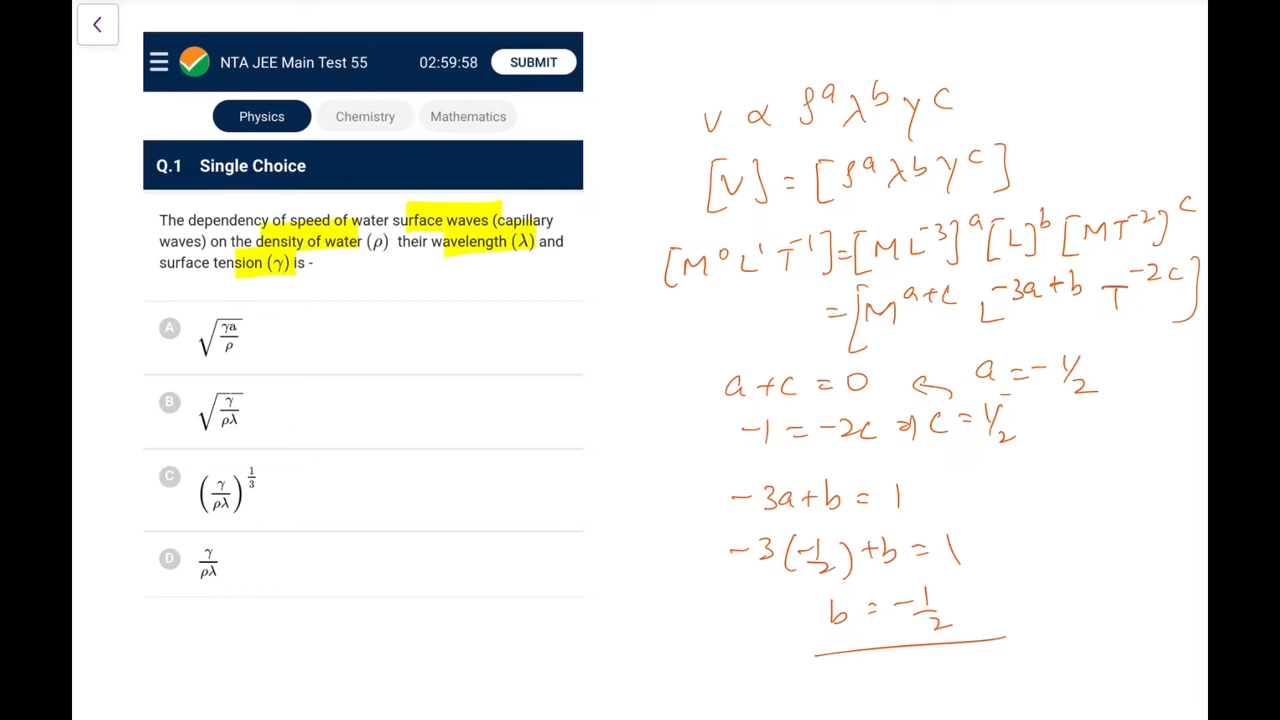 NTA JEE Main Test 55 02:59:58 SUBMIT
Physics Chemistry Mathematics
Q.1 Single Choice
The dependency of speed of water surface waves (capillary
waves) on the density of water (ρ) their wavelength (λ) and
surface tension (γ) is -
A √(γa/ρ)
B √(γ/ρλ)
C (γ/ρλ)^(1/3)
D γ/ρλ
v ∝ ρ^a λ^b γ^c
[v] = [ρ^a λ^b γ^c]
[M^0 L^1 T^-1] = [ML^-3]^a [L]^b [MT^-2]^c
= [M^(a+c) L^(-3a+b) T^(-2c)]
a+c = 0 ← a = -1/2
-1 = -2c ⇒ c = 1/2
-3a+b = 1
-3(-1/2)+b = 1
b = -1/2